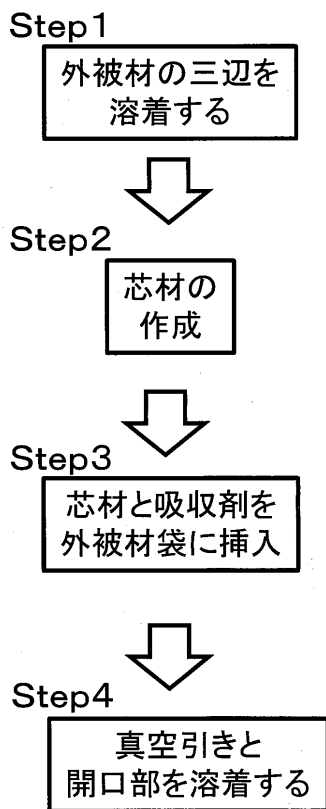 Step1
外被材の三辺を
溶着する
Step2
芯材の
作成
Step3
芯材と吸収剤を
外被材袋に挿入
Step4
真空引きと
開口部を溶着する